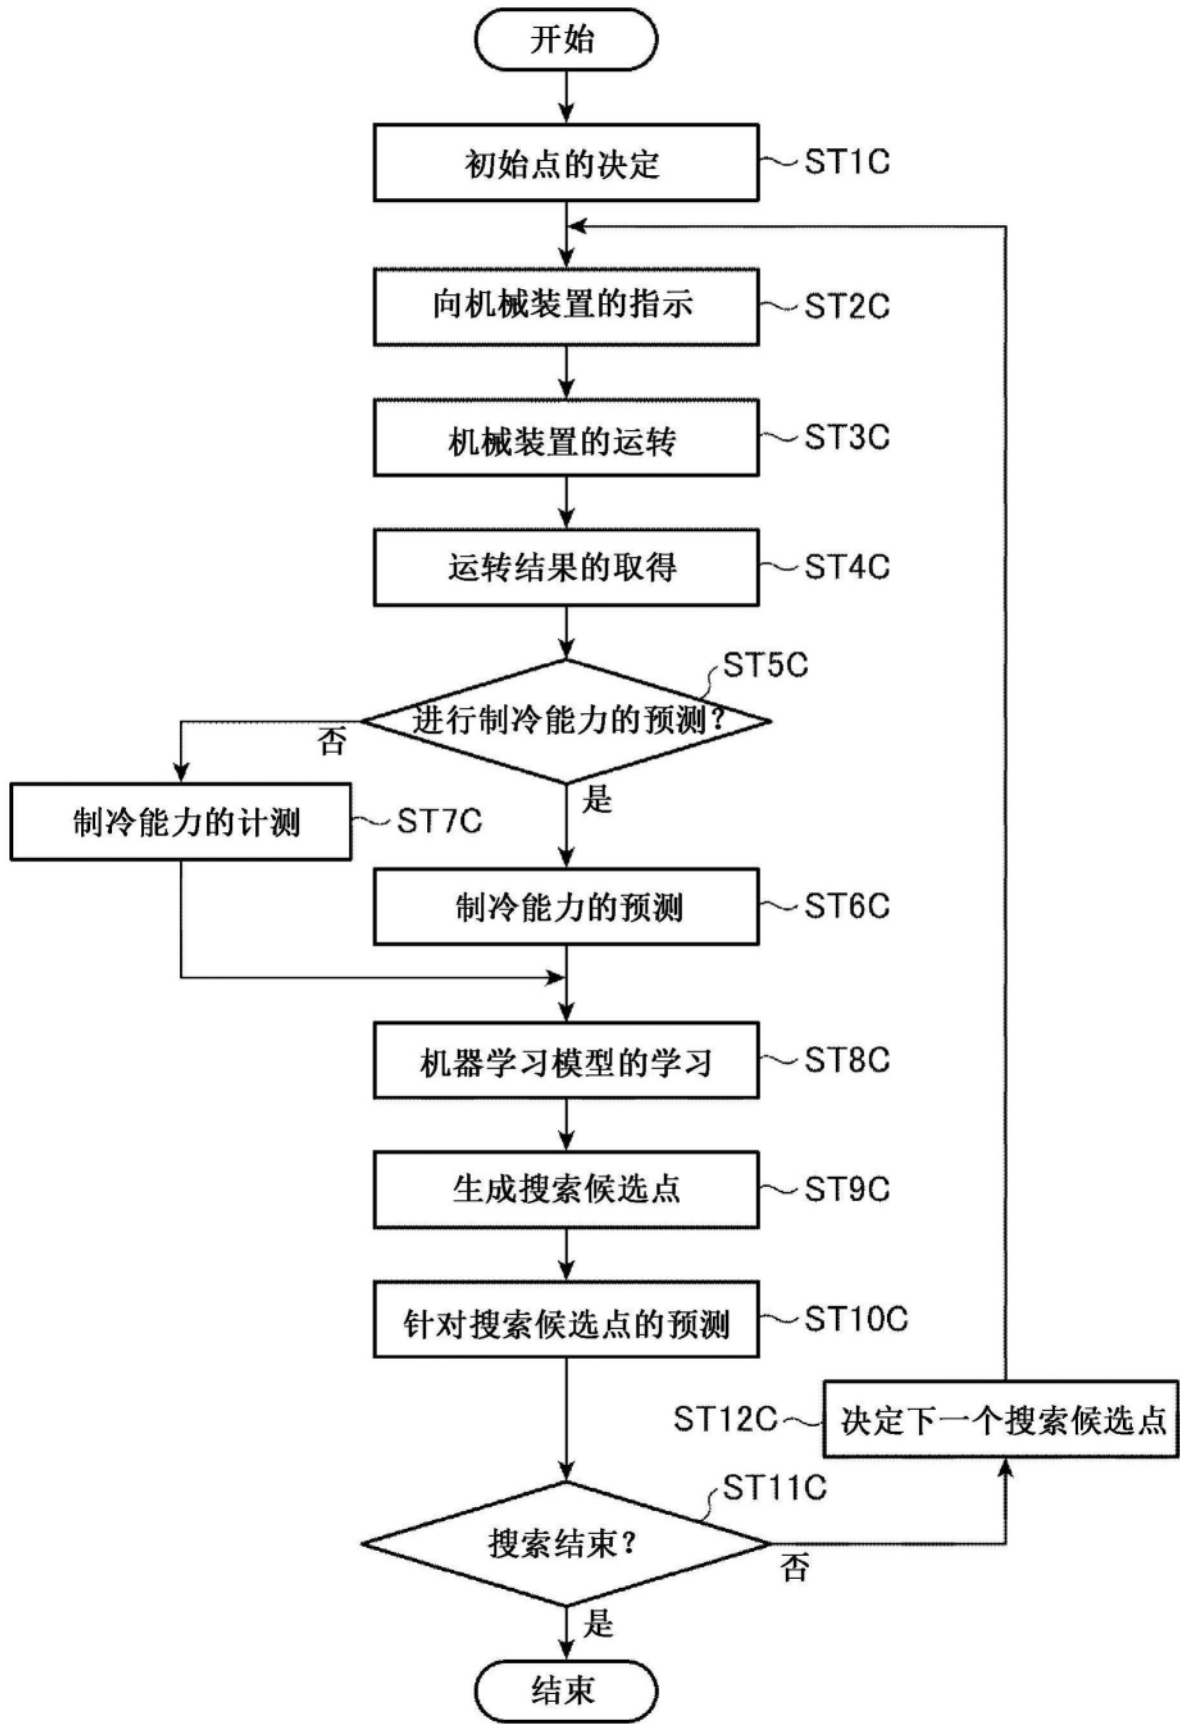 开始
初始点的决定
ST1C
向机械装置的指示
ST2C
机械装置的运转
ST3C
运转结果的取得
ST4C
ST5C
进行制冷能力的预测?
否
是
制冷能力的计测
ST7C
制冷能力的预测
ST6C
机器学习模型的学习
ST8C
生成搜索候选点
ST9C
针对搜索候选点的预测
ST10C
ST12C
决定下一个搜索候选点
ST11C
搜索结束?
否
是
结束